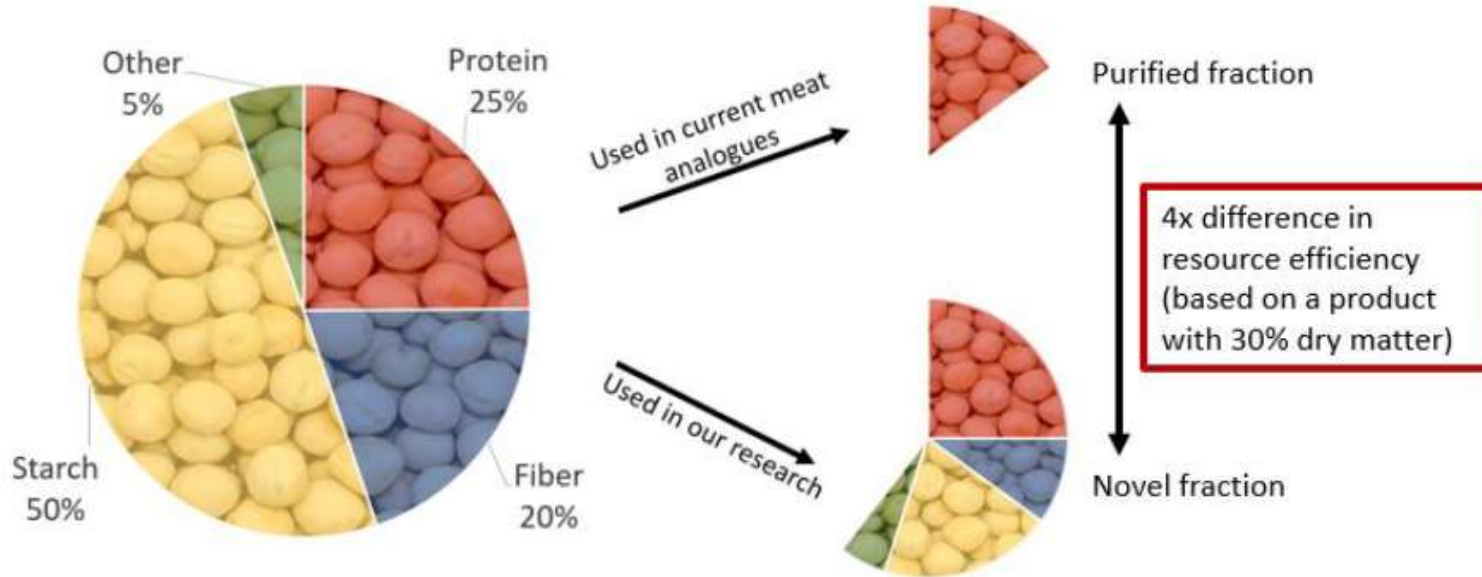 Other
5%
Protein
25%
Starch
50%
Fiber
20%
Used in current meat
analogues
Used in our research
Purified fraction
4x difference in
resource efficiency
(based on a product
with 30% dry matter)
Novel fraction